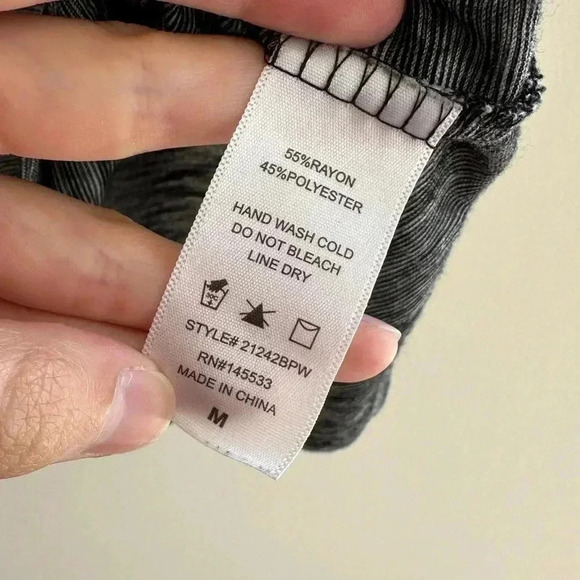 55%RAYON
45%POLYESTER
HAND WASH COLD
DO NOT BLEACH
LINE DRY
STYLE# 21242BPW
RN#145533
MADE IN CHINA
M